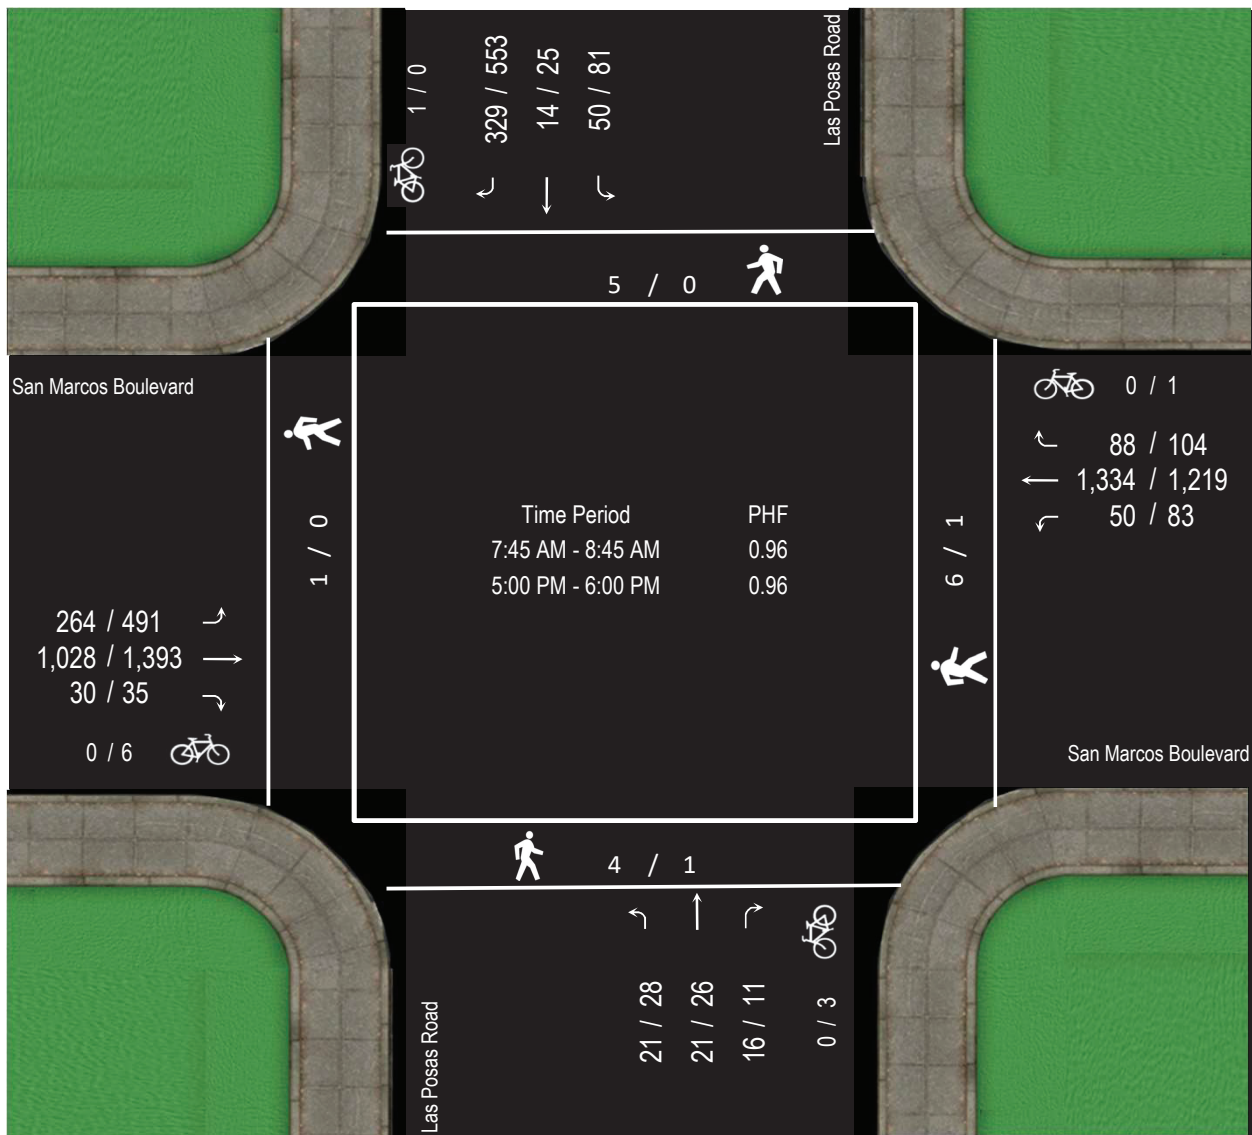 Las Posas Road
1 / 0
329 / 553
14 / 25
50 / 81
5 / 0
San Marcos Boulevard
0 / 1
88 / 104
1,334 / 1,219
50 / 83
1 / 0
Time Period PHF
7:45 AM - 8:45 AM 0.96
5:00 PM - 6:00 PM 0.96
6 / 1
264 / 491
1,028 / 1,393
30 / 35
0 / 6
San Marcos Boulevard
4 / 1
Las Posas Road
21 / 28
21 / 26
16 / 11
0 / 3